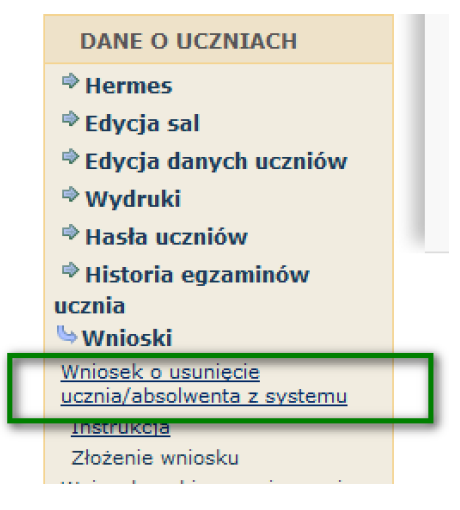 DANE O UCZNIACH
Hermes
Edycja sal
Edycja danych uczniów
Wydruki
Hasła uczniów
Historia egzaminów
ucznia
Wnioski
Wniosek o usunięcie
ucznia/absolwenta z systemu
Instrukcja
Złożenie wniosku